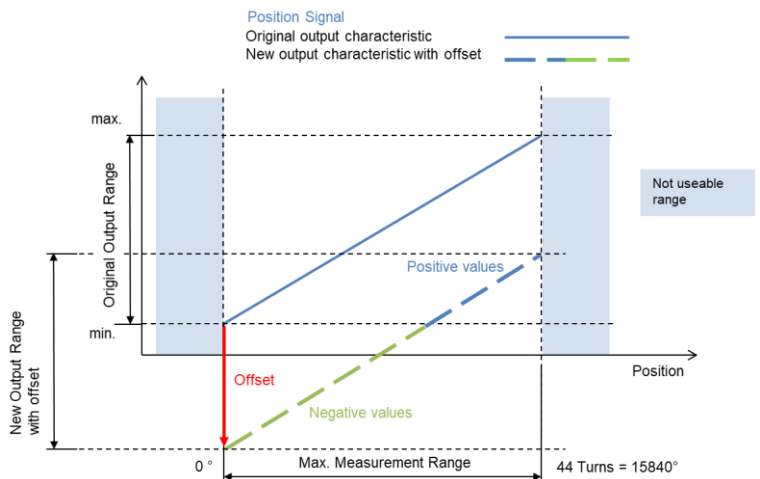 Position Signal
Original output characteristic
New output characteristic with offset
max.
Not useable
range
Original Output Range
Positive values
min.
New Output Range
with offset
Position
Offset
Negative values
0 °
Max. Measurement Range
44 Turns = 15840°